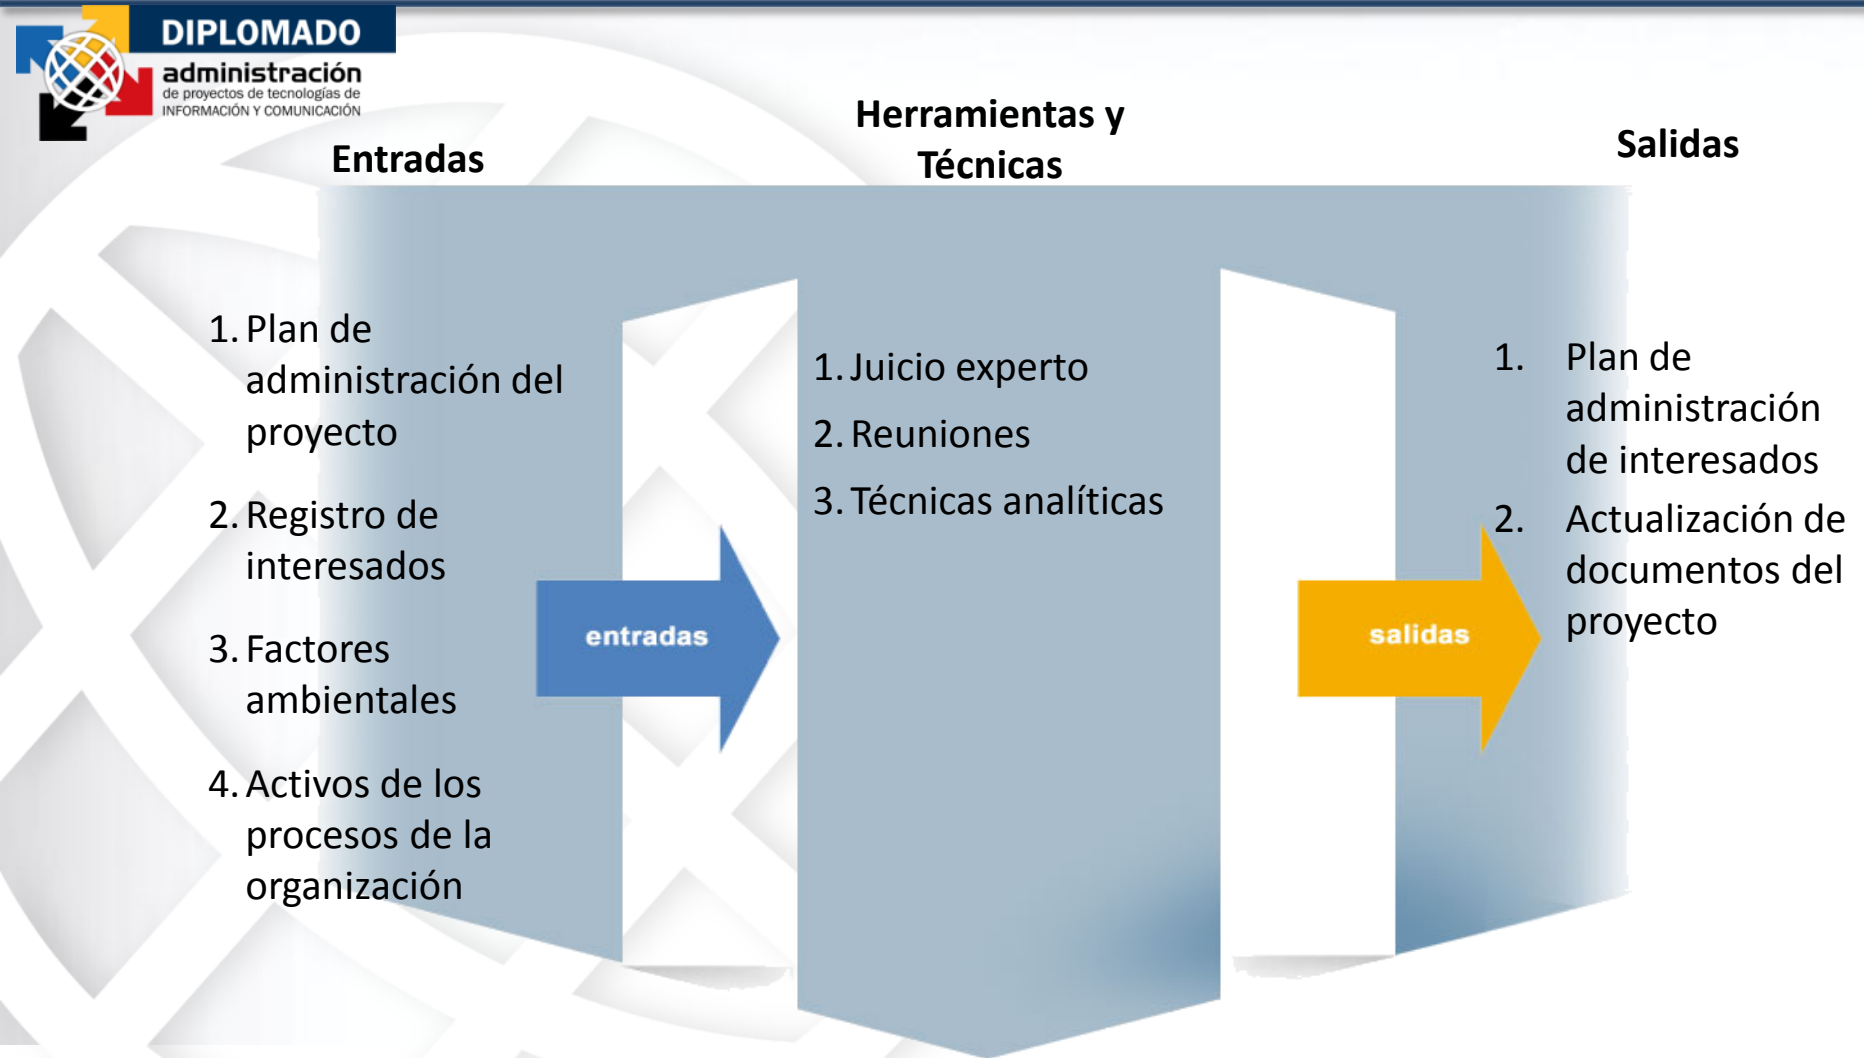 DIPLOMADO
administración
de proyectos de tecnologías de
INFORMACIÓN Y COMUNICACIÓN
Entradas
1. Plan de
administración del
proyecto
2. Registro de
interesados
3. Factores
ambientales
4. Activos de los
procesos de la
organización
entradas
Herramientas y
Técnicas
1. Juicio experto
2. Reuniones
3. Técnicas analíticas
salidas
Salidas
1. Plan de
administración
de interesados
2. Actualización de
documentos del
proyecto